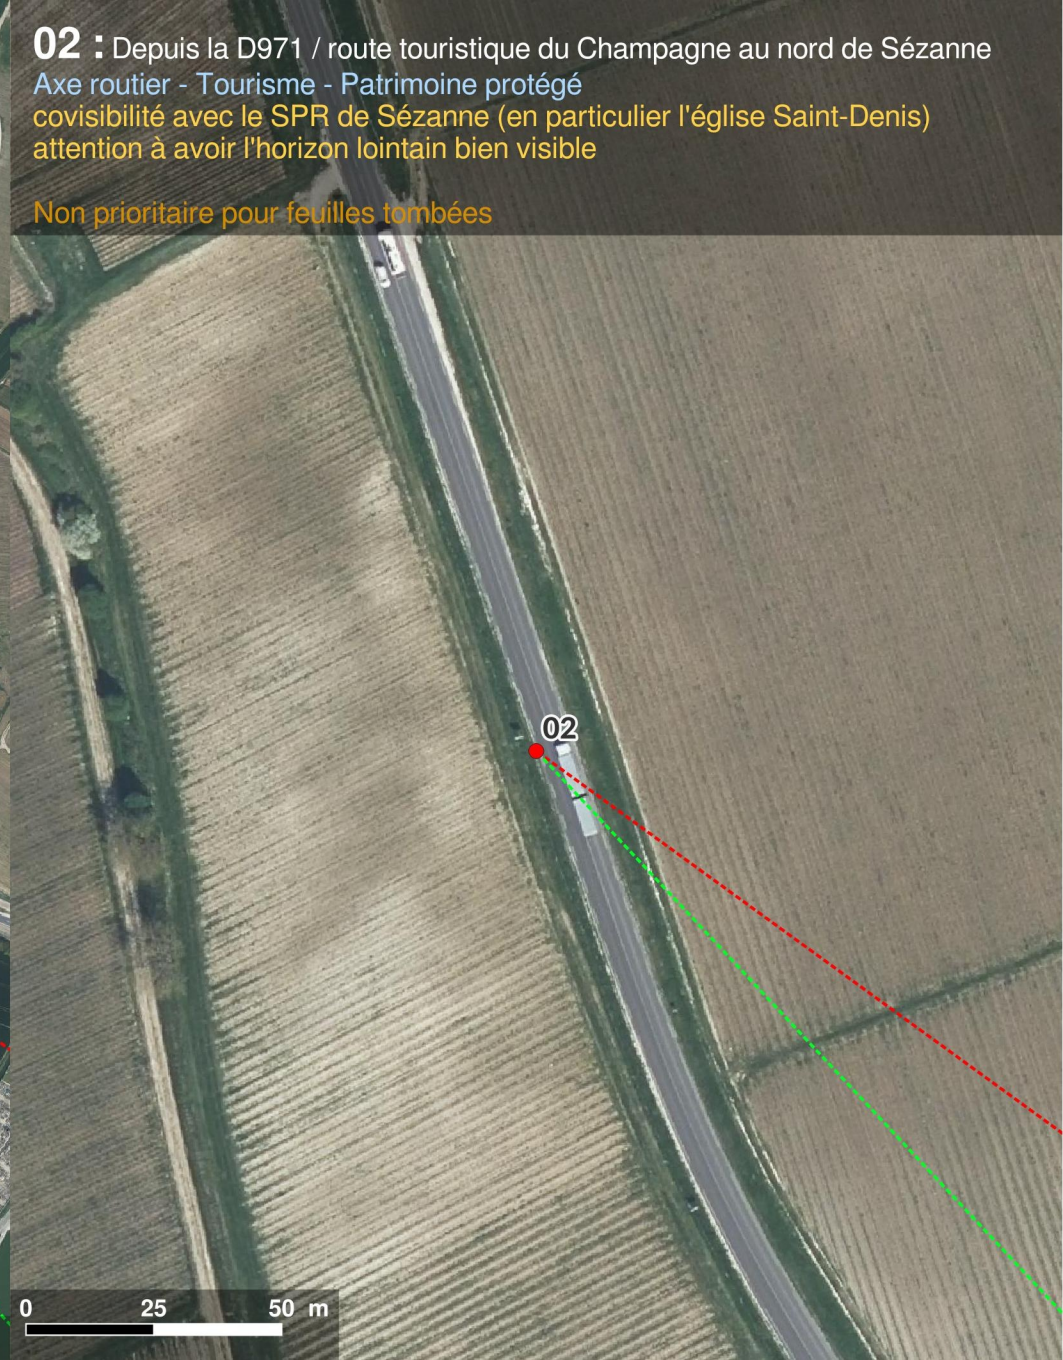 02 : Depuis la D971 / route touristique du Champagne au nord de Sézanne
Axe routier - Tourisme - Patrimoine protégé
covisibilité avec le SPR de Sézanne (en particulier l'église Saint-Denis)
attention à avoir l'horizon lointain bien visible
Non prioritaire pour feuilles tombées
02
0 25 50 m